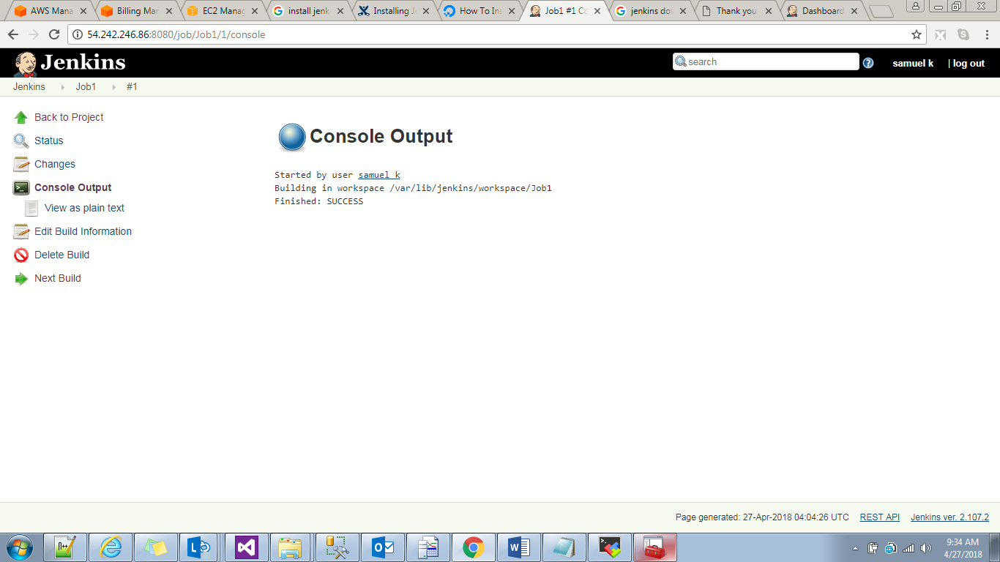 AWS Mana
Billing Mar
EC2 Manag
install jenki
Installing J
How To Ins
Job1 #1 Co
jenkins do
Thank you
Dashboard
54.242.246.86:8080/job/Job1/1/console
Jenkins
search
samuel k
| log out
Jenkins Job1 #1
Back to Project
Status
Changes
Console Output
View as plain text
Edit Build Information
Delete Build
Next Build
Console Output
Started by user samuel k
Building in workspace /var/lib/jenkins/workspace/Job1
Finished: SUCCESS
Page generated: 27-Apr-2018 04:04:26 UTC REST API Jenkins ver. 2.107.2
9:34 AM
4/27/2018